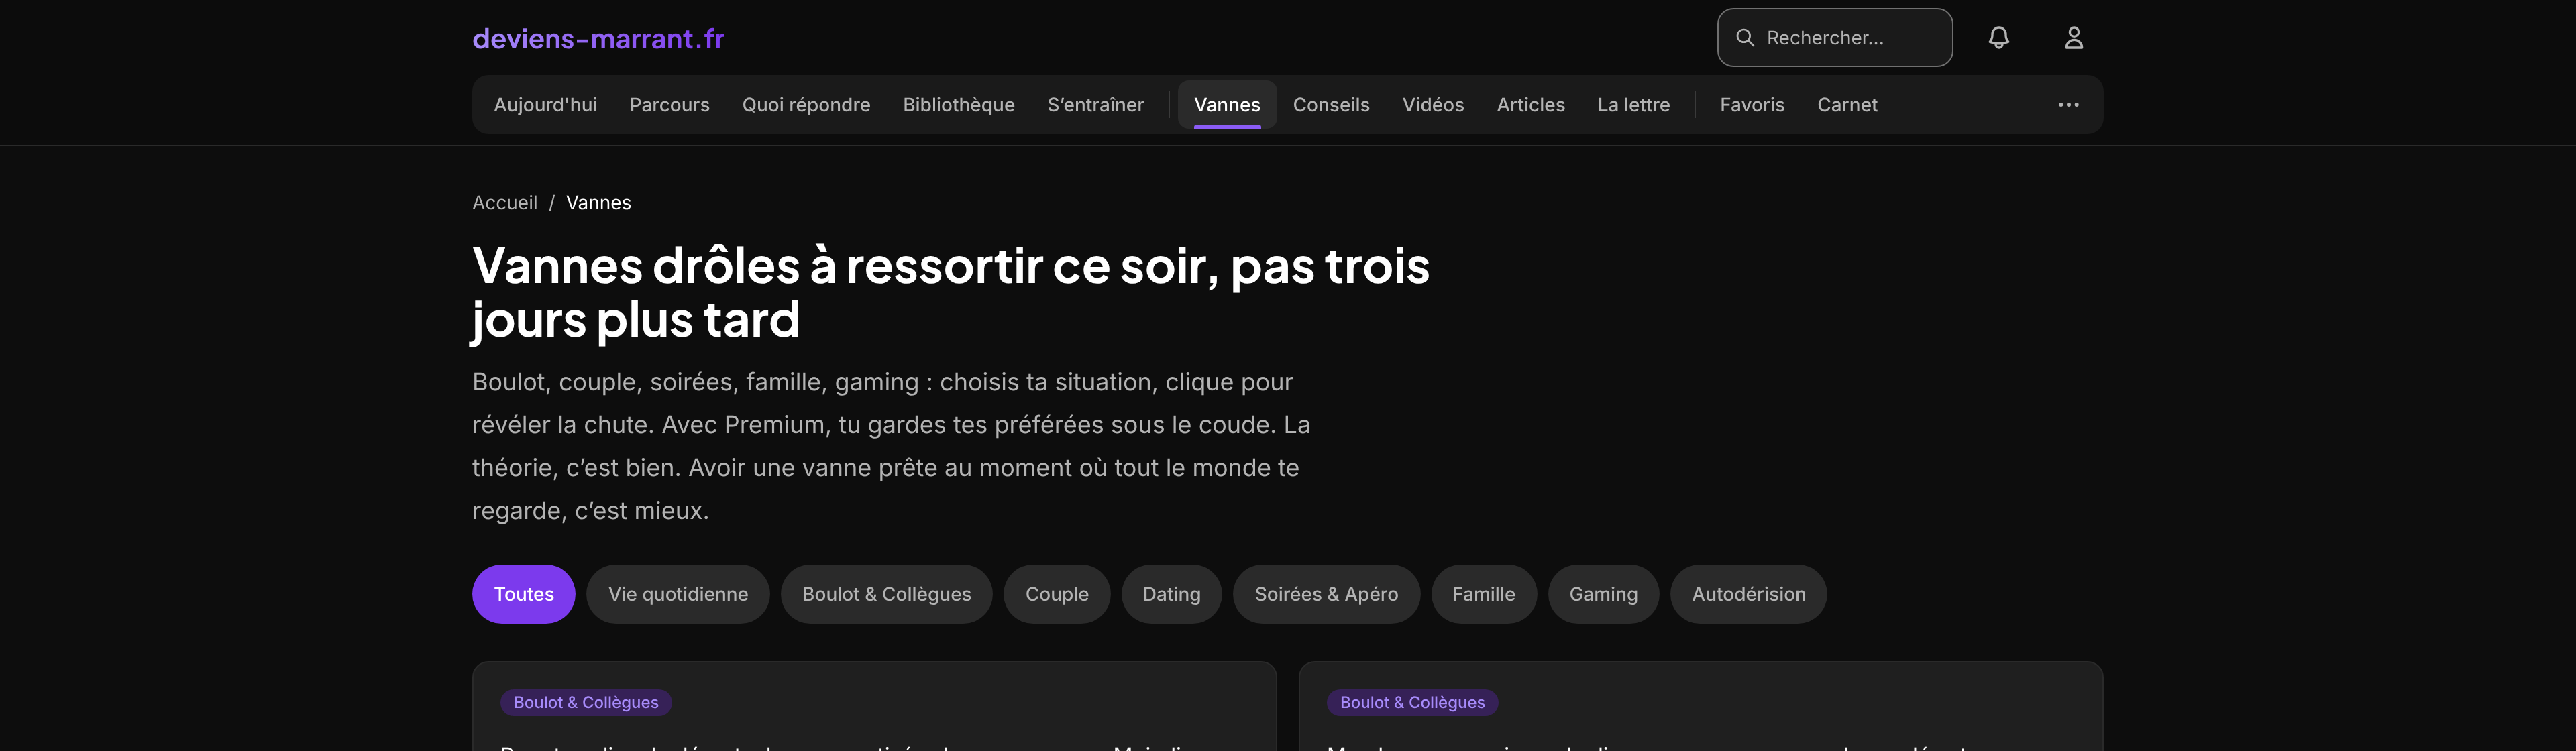 deviens-marrant.fr
Rechercher...
Aujourd'hui Parcours Quoi répondre Bibliothèque S’entraîner Vannes Conseils Vidéos Articles La lettre Favoris Carnet
Accueil / Vannes
Vannes drôles à ressortir ce soir, pas trois
jours plus tard
Boulot, couple, soirées, famille, gaming : choisis ta situation, clique pour
révéler la chute. Avec Premium, tu gardes tes préférées sous le coude. La
théorie, c’est bien. Avoir une vanne prête au moment où tout le monde te
regarde, c’est mieux.
Toutes Vie quotidienne Boulot & Collègues Couple Dating Soirées & Apéro Famille Gaming Autodérision
Boulot & Collègues Boulot & Collègues